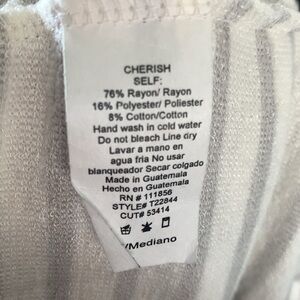 CHERISH
SELF:
76% Rayon/ Rayon
16% Polyester/ Poliester
8% Cotton/Cotton
Hand wash in cold water
Do not bleach Line dry
Lavar a mano en
agua fria No usar
blanqueador Secar colgado
Made in Guatemala
Hecho en Guatemala
RN # 111856
STYLE# T22844
CUT# 53414
/Mediano